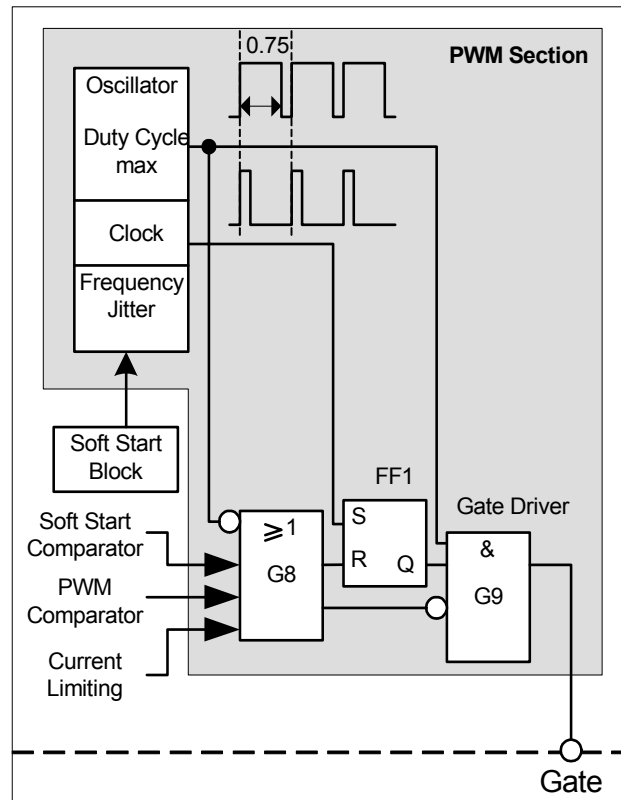 0.75
PWM Section
Oscillator
Duty Cycle
max
Clock
Frequency
Jitter
Soft Start
Block
FF1
Gate Driver
Soft Start
Comparator
PWM
Comparator
Current
Limiting
≥1
G8
S
R
Q
&
G9
Gate